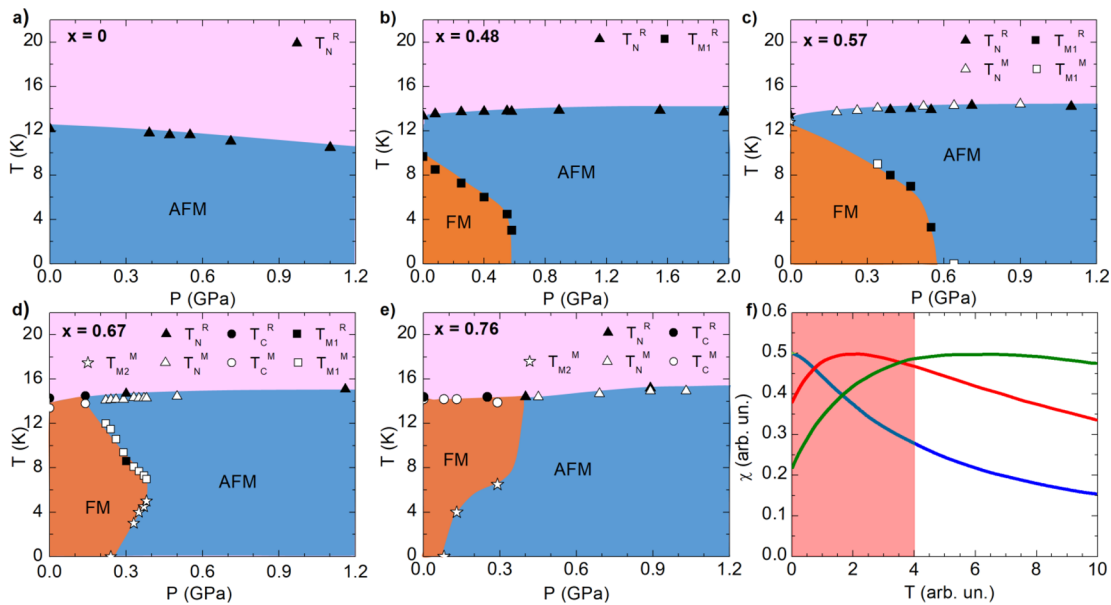 a)
x = 0
T_N^R
AFM
T (K)
22
20
16
12
8
4
0
0.0 0.3 0.6 0.9 1.2
P (GPa)
b)
x = 0.48
T_N^R T_M1^R
AFM
FM
T (K)
20
16
12
8
4
0
0.0 0.4 0.8 1.2 1.6 2.0
P (GPa)
c)
x = 0.57
T_N^R T_M1^R
T_N^M T_M1^M
AFM
FM
T (K)
20
16
12
8
4
0
0.0 0.3 0.6 0.9 1.2
P (GPa)
d)
x = 0.67
T_N^R T_C^R T_M1^R
T_M2^M T_N^M T_C^M T_M1^M
FM
AFM
T (K)
20
16
12
8
4
0
0.0 0.3 0.6 0.9 1.2
P (GPa)
e)
x = 0.76
T_N^R T_C^R
T_M2^M T_N^M T_C^M
FM
AFM
T (K)
20
16
12
8
4
0
0.0 0.3 0.6 0.9 1.2
P (GPa)
f)
χ (arb. un.)
0.6
0.5
0.4
0.3
0.2
0.1
0.0
0 2 4 6 8 10
T (arb. un.)